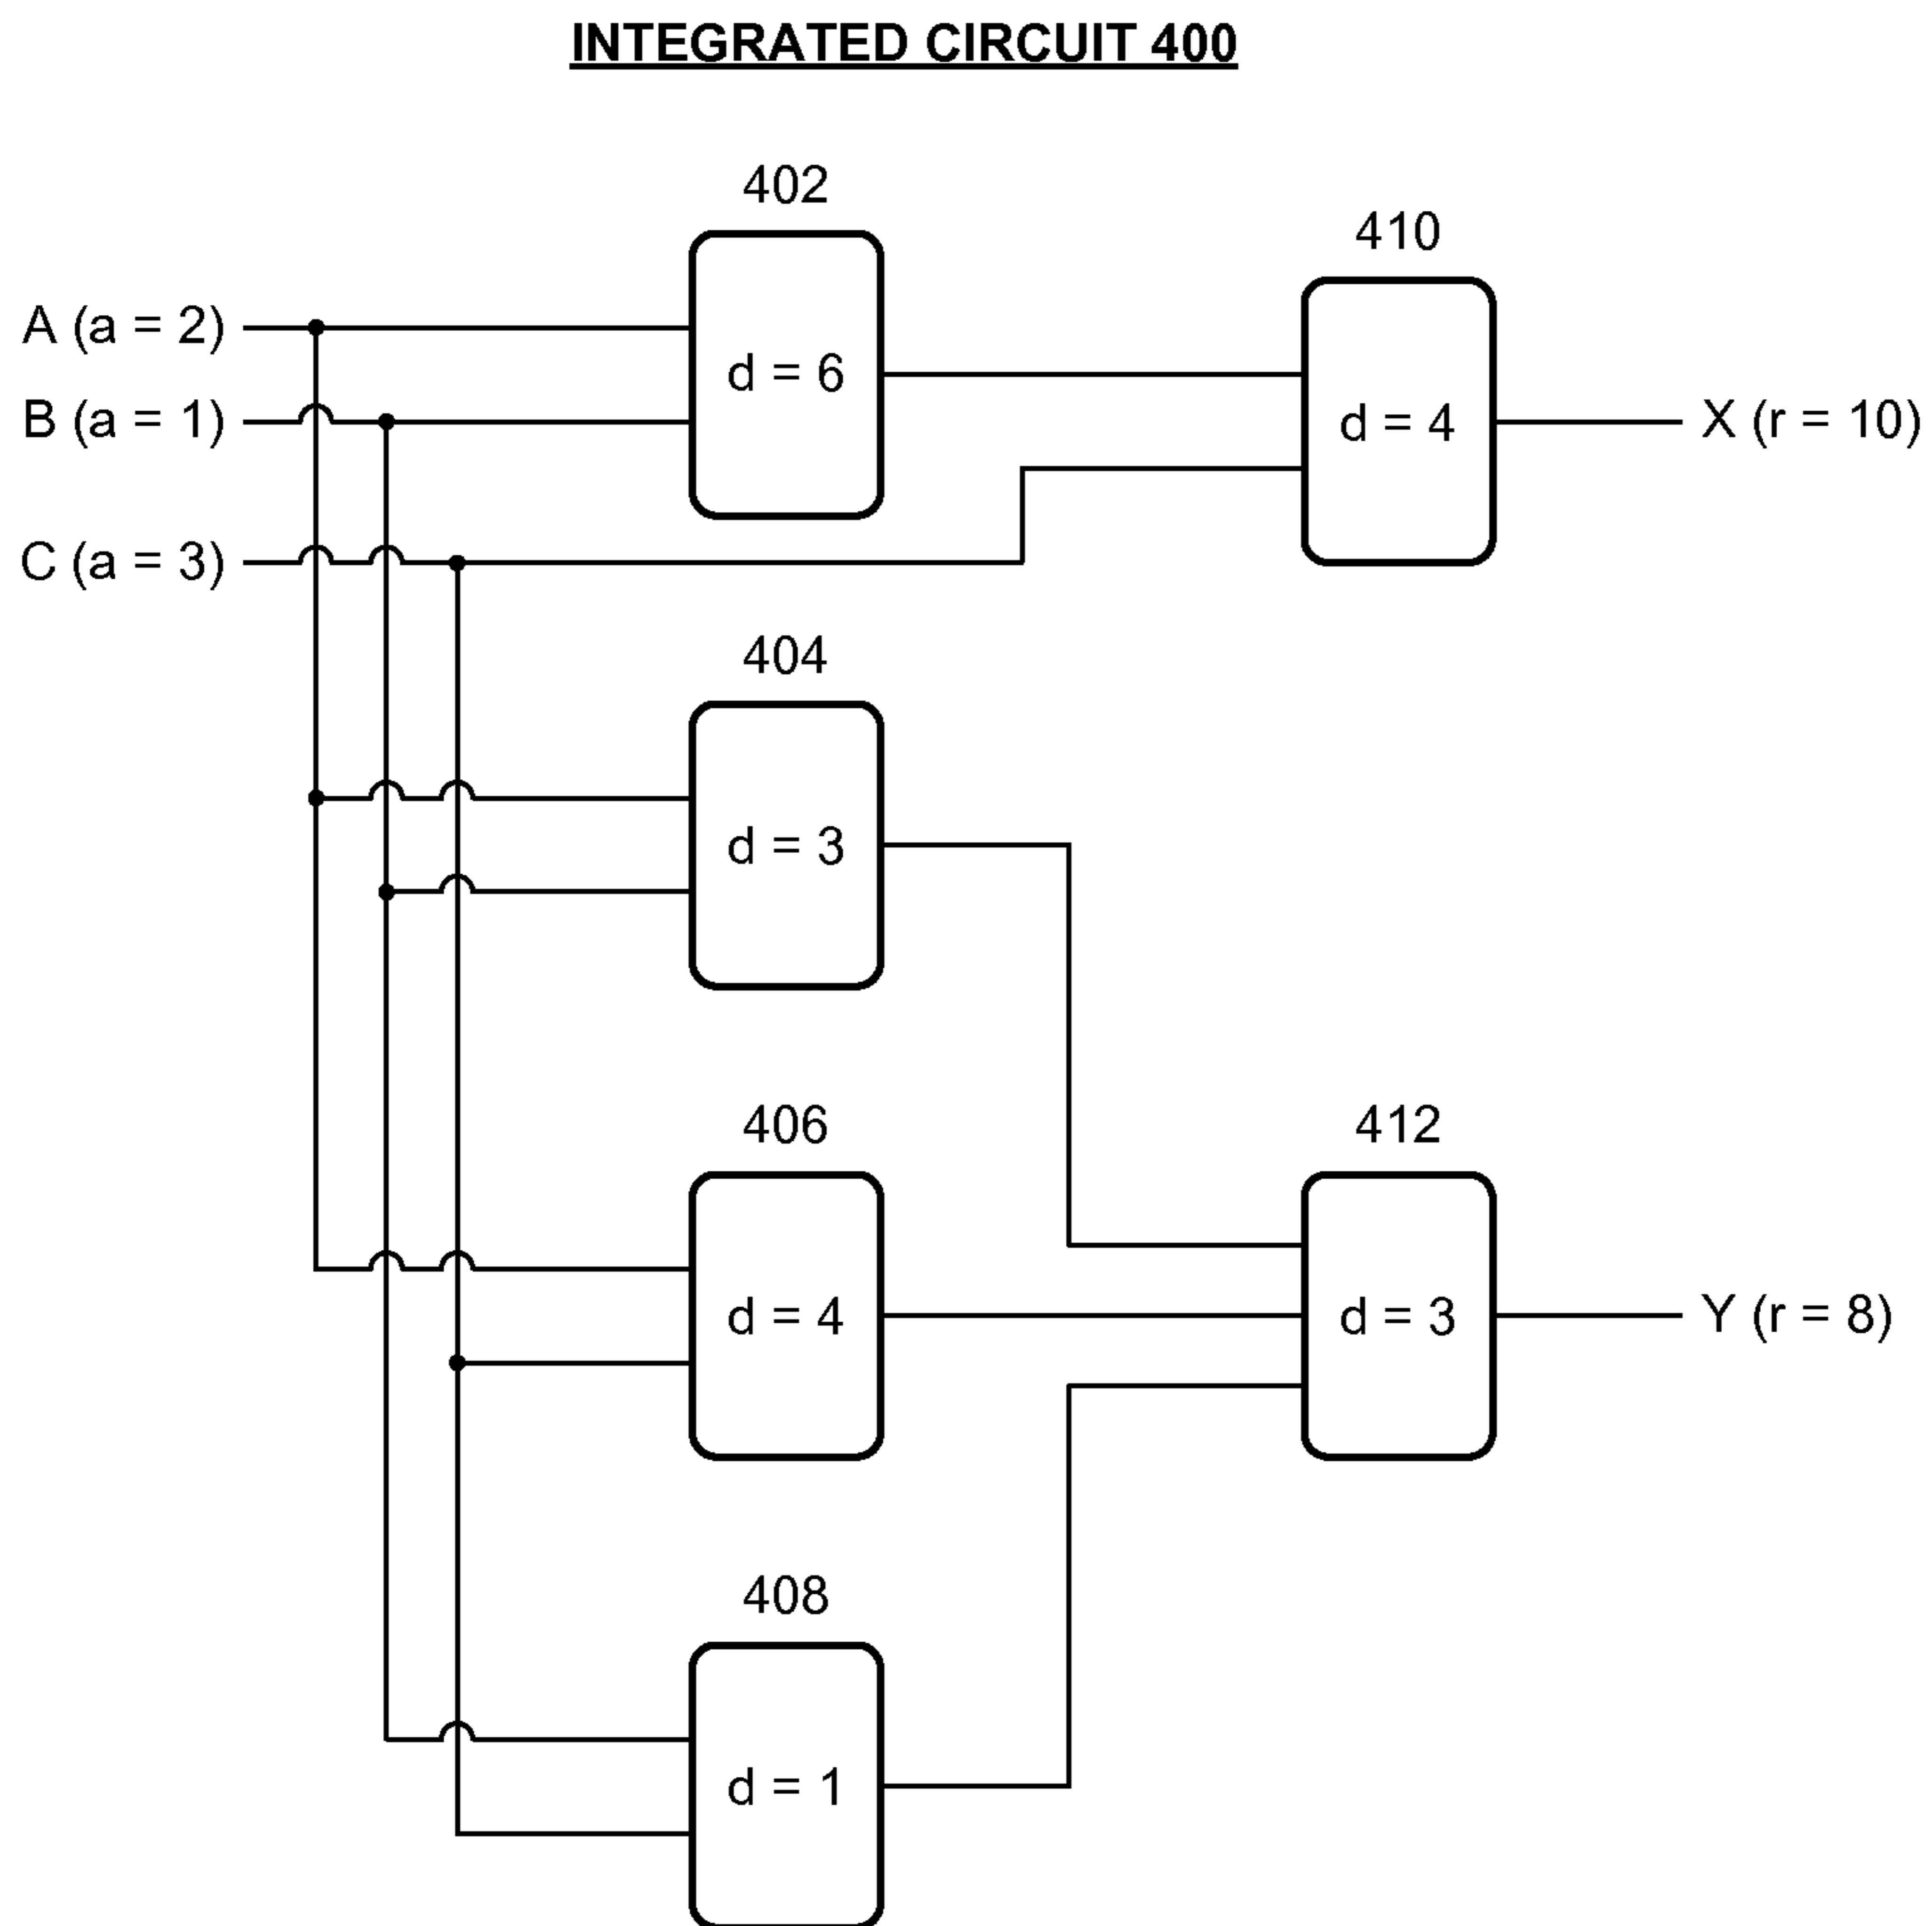 INTEGRATED CIRCUIT 400
402
410
A (a = 2)
d = 6
B (a = 1)
d = 4
X (r = 10)
C (a = 3)
404
d = 3
406
412
d = 4
d = 3
Y (r = 8)
408
d = 1